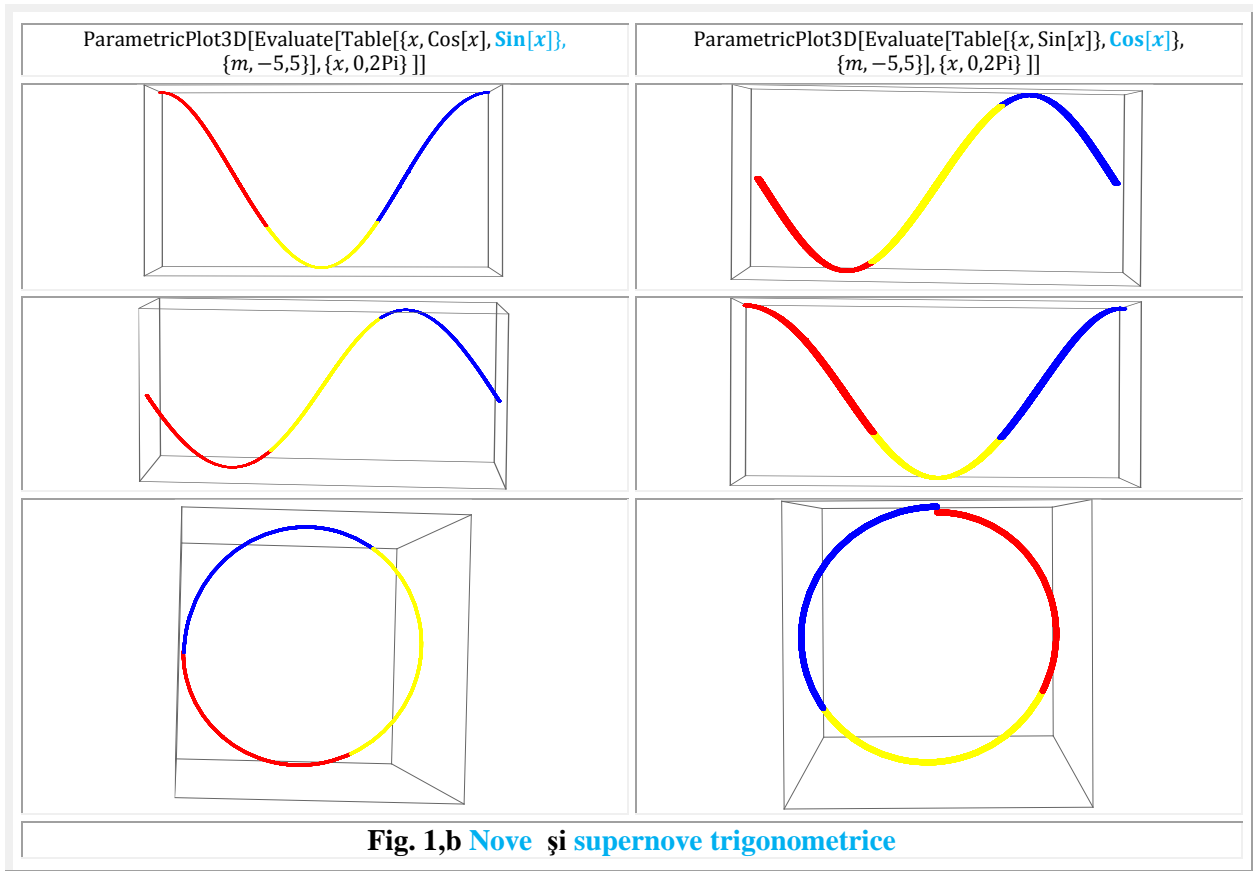 ParametricPlot3D[Evaluate[Table[{x, Cos[x], Sin[x]},
{m, −5,5}], {x, 0,2Pi} ]]
ParametricPlot3D[Evaluate[Table[{x, Sin[x]}, Cos[x]},
{m, −5,5}], {x, 0,2Pi} ]]
Fig. 1,b Nove şi supernove trigonometrice